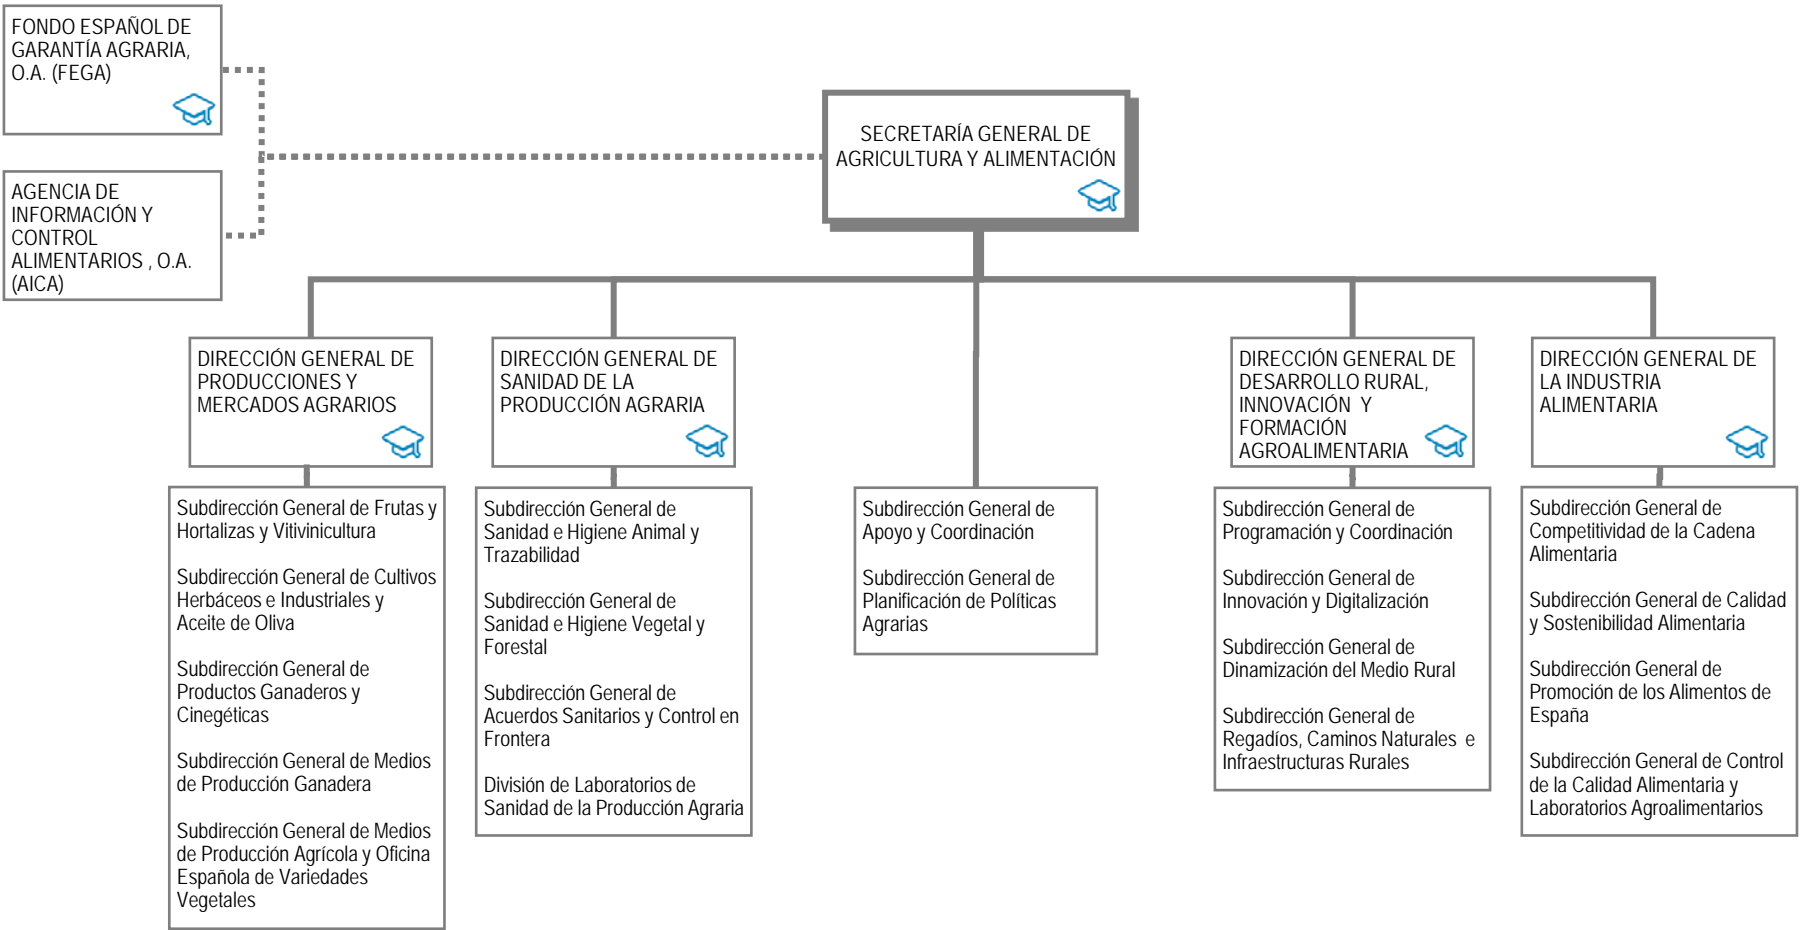 FONDO ESPAÑOL DE
GARANTÍA AGRARIA,
O.A. (FEGA)
AGENCIA DE
INFORMACIÓN Y
CONTROL
ALIMENTARIOS , O.A.
(AICA)
SECRETARÍA GENERAL DE
AGRICULTURA Y ALIMENTACIÓN
DIRECCIÓN GENERAL DE
PRODUCCIONES Y
MERCADOS AGRARIOS
Subdirección General de Frutas y
Hortalizas y Vitivinicultura
Subdirección General de Cultivos
Herbáceos e Industriales y
Aceite de Oliva
Subdirección General de
Productos Ganaderos y
Cinegéticas
Subdirección General de Medios
de Producción Ganadera
Subdirección General de Medios
de Producción Agrícola y Oficina
Española de Variedades
Vegetales
DIRECCIÓN GENERAL DE
SANIDAD DE LA
PRODUCCIÓN AGRARIA
Subdirección General de
Sanidad e Higiene Animal y
Trazabilidad
Subdirección General de
Sanidad e Higiene Vegetal y
Forestal
Subdirección General de
Acuerdos Sanitarios y Control en
Frontera
División de Laboratorios de
Sanidad de la Producción Agraria
Subdirección General de
Apoyo y Coordinación
Subdirección General de
Planificación de Políticas
Agrarias
DIRECCIÓN GENERAL DE
DESARROLLO RURAL,
INNOVACIÓN Y
FORMACIÓN
AGROALIMENTARIA
Subdirección General de
Programación y Coordinación
Subdirección General de
Innovación y Digitalización
Subdirección General de
Dinamización del Medio Rural
Subdirección General de
Regadíos, Caminos Naturales e
Infraestructuras Rurales
DIRECCIÓN GENERAL DE
LA INDUSTRIA
ALIMENTARIA
Subdirección General de
Competitividad de la Cadena
Alimentaria
Subdirección General de Calidad
y Sostenibilidad Alimentaria
Subdirección General de
Promoción de los Alimentos de
España
Subdirección General de Control
de la Calidad Alimentaria y
Laboratorios Agroalimentarios